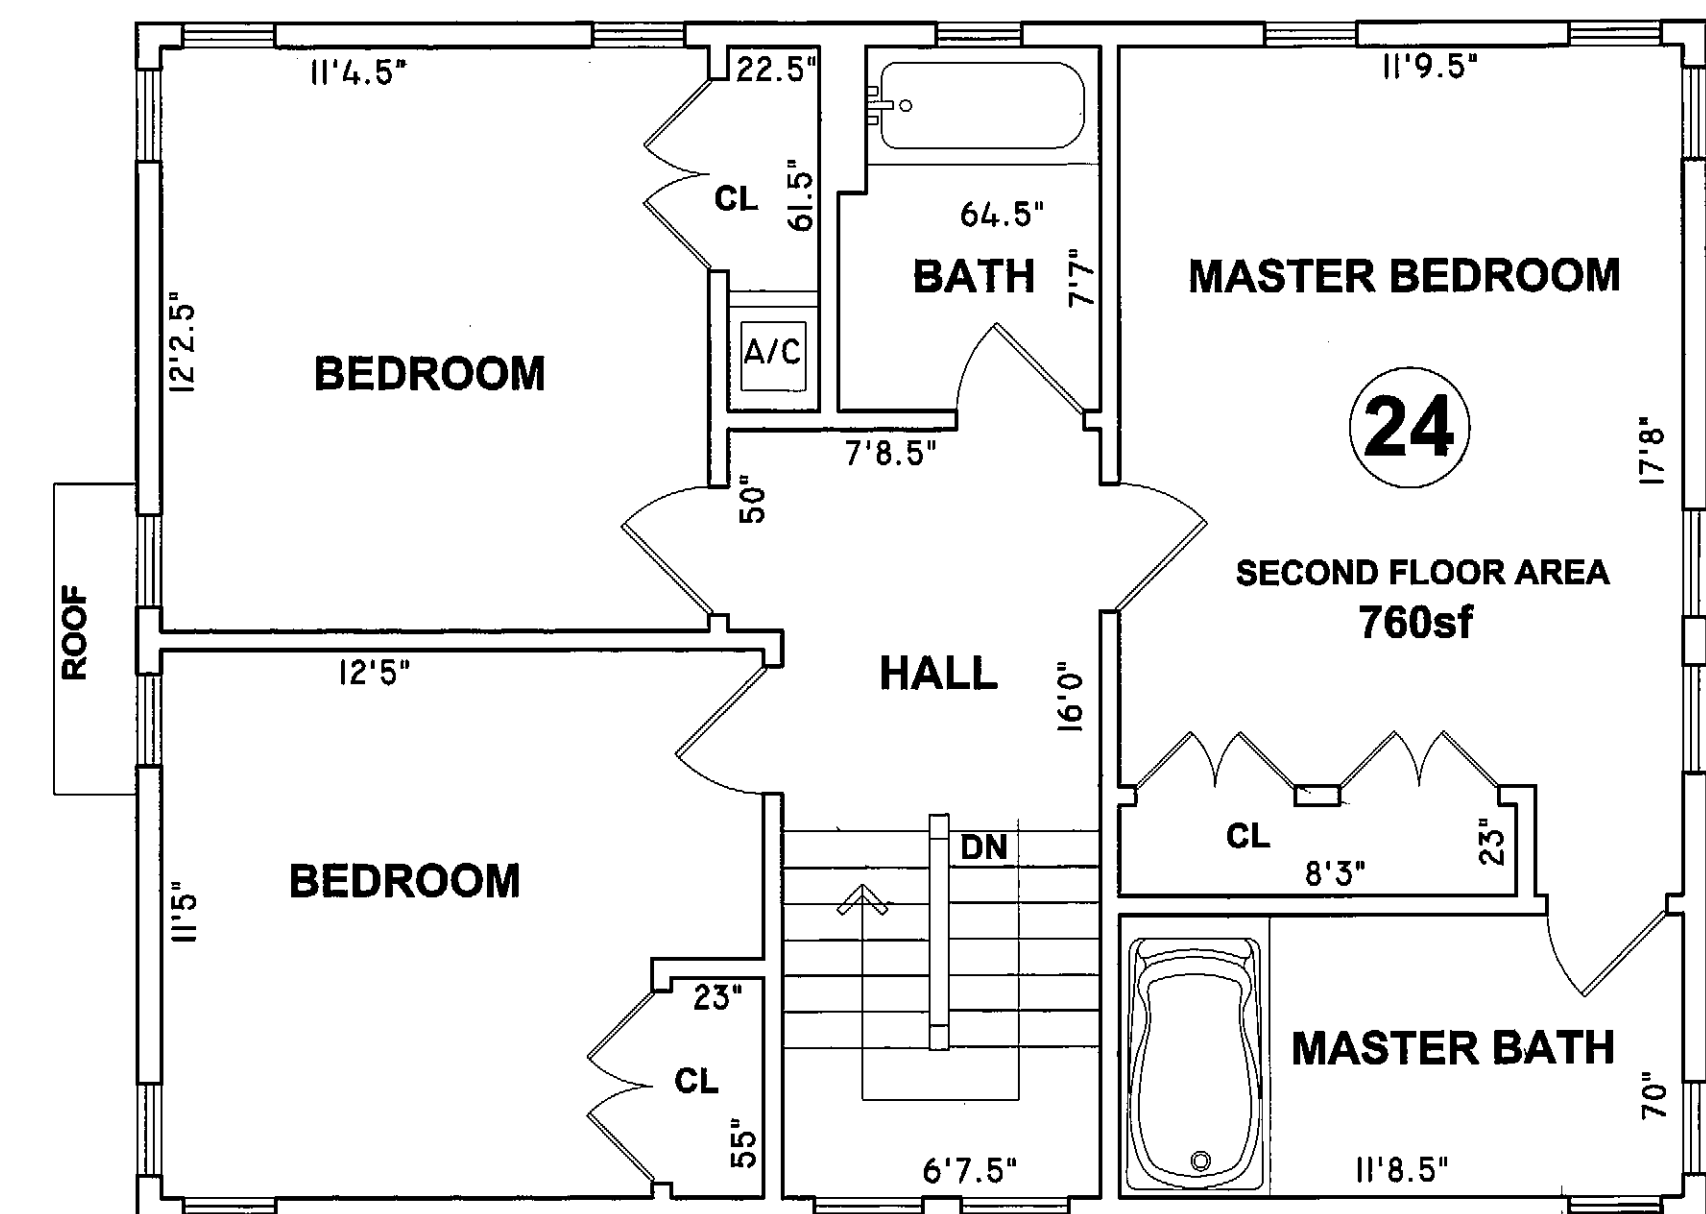 11'4.5"
22.5"
11'9.5"
CL
61.5"
64.5"
BATH
7'7"
MASTER BEDROOM
12'2.5"
BEDROOM
A/C
24
7'8.5"
50"
17'8"
SECOND FLOOR AREA
760sf
ROOF
12'5"
HALL
16'0"
DN
CL
8'3"
23"
BEDROOM
11'5"
23"
CL
55"
MASTER BATH
70"
6'7.5"
11'8.5"